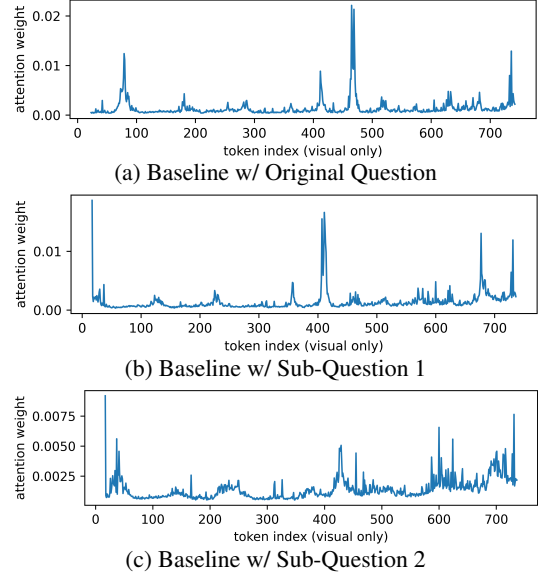 attention weight
0.02
0.01
0.00
0 100 200 300 400 500 600 700
token index (visual only)
(a) Baseline w/ Original Question
attention weight
0.01
0.00
0 100 200 300 400 500 600 700
token index (visual only)
(b) Baseline w/ Sub-Question 1
attention weight
0.0075
0.0050
0.0025
0 100 200 300 400 500 600 700
token index (visual only)
(c) Baseline w/ Sub-Question 2